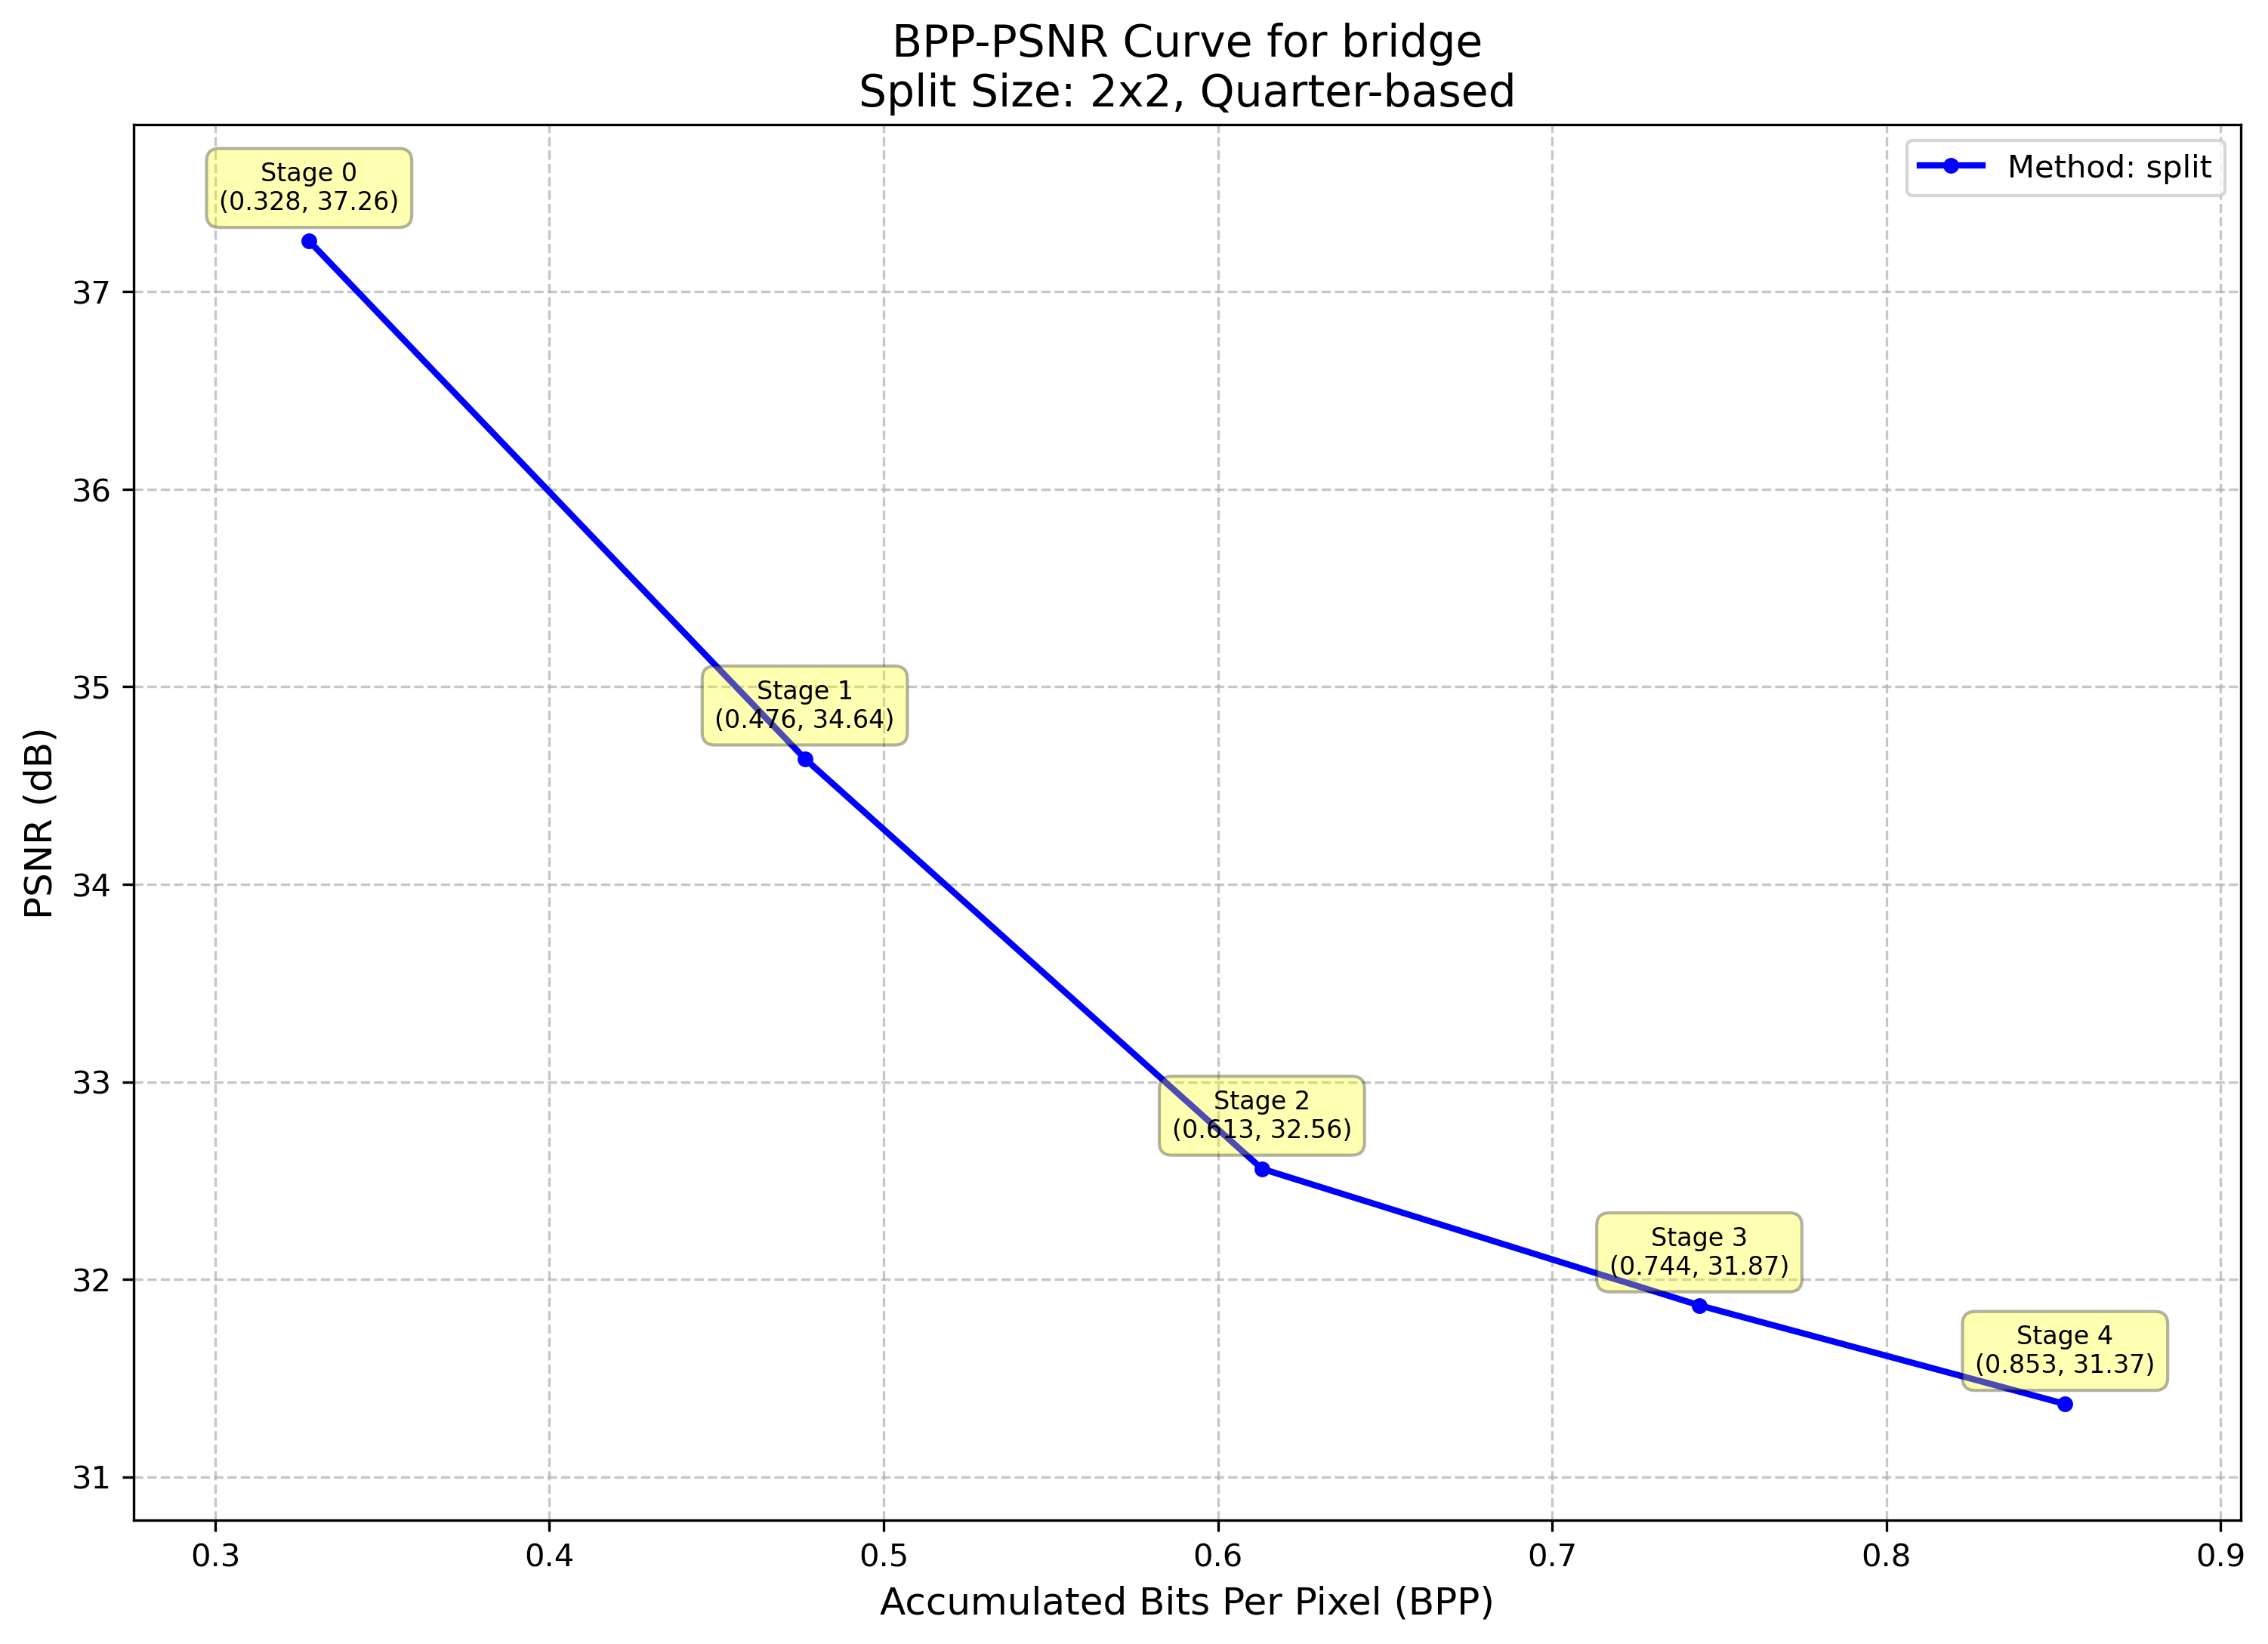 BPP-PSNR Curve for bridge
Split Size: 2x2, Quarter-based
Method: split
Stage 0
(0.328, 37.26)
Stage 1
(0.476, 34.64)
Stage 2
(0.613, 32.56)
Stage 3
(0.744, 31.87)
Stage 4
(0.853, 31.37)
PSNR (dB)
37
36
35
34
33
32
31
0.3
0.4
0.5
0.6
0.7
0.8
0.9
Accumulated Bits Per Pixel (BPP)